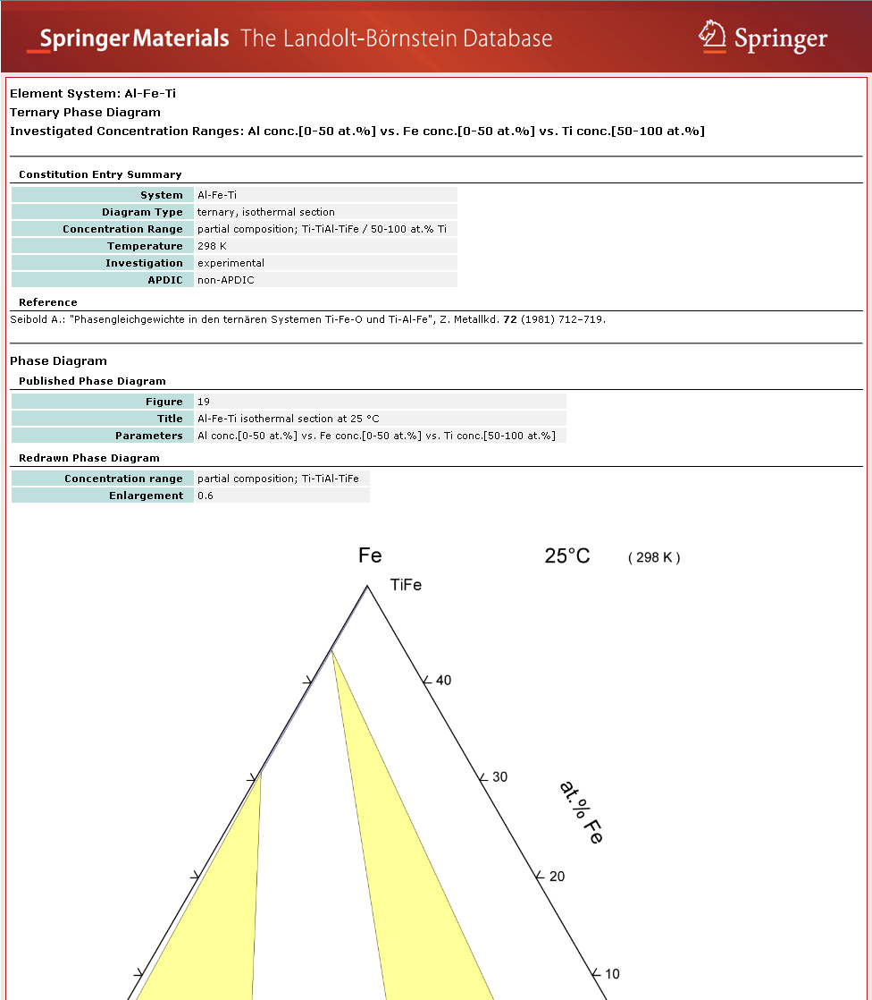 SpringerMaterials The Landolt-Börnstein Database
Springer
Element System: Al-Fe-Ti
Ternary Phase Diagram
Investigated Concentration Ranges: Al conc.[0-50 at.%] vs. Fe conc.[0-50 at.%] vs. Ti conc.[50-100 at.%]
Constitution Entry Summary
System Al-Fe-Ti
Diagram Type ternary, isothermal section
Concentration Range partial composition; Ti-TiAl-TiFe / 50-100 at.% Ti
Temperature 298 K
Investigation experimental
APDIC non-APDIC
Reference
Seibold A.: "Phasengleichgewichte in den ternären Systemen Ti-Fe-O und Ti-Al-Fe", Z. Metallkd. 72 (1981) 712–719.
Phase Diagram
Published Phase Diagram
Figure 19
Title Al-Fe-Ti isothermal section at 25 °C
Parameters Al conc.[0-50 at.%] vs. Fe conc.[0-50 at.%] vs. Ti conc.[50-100 at.%]
Redrawn Phase Diagram
Concentration range partial composition; Ti-TiAl-TiFe
Enlargement 0.6
Fe 25°C ( 298 K )
TiFe
40
30
at.% Fe
20
10